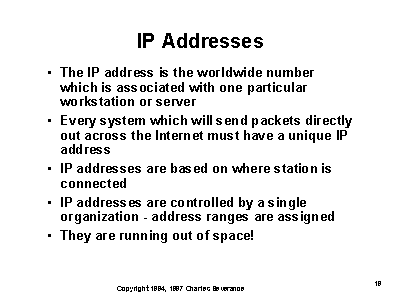 IP Addresses
• The IP address is the worldwide number
which is associated with one particular
workstation or server
• Every system which will send packets directly
out across the Internet must have a unique IP
address
• IP addresses are based on where station is
connected
• IP addresses are controlled by a single
organization - address ranges are assigned
• They are running out of space!
Copyright 1994, 1997 Charles Severance